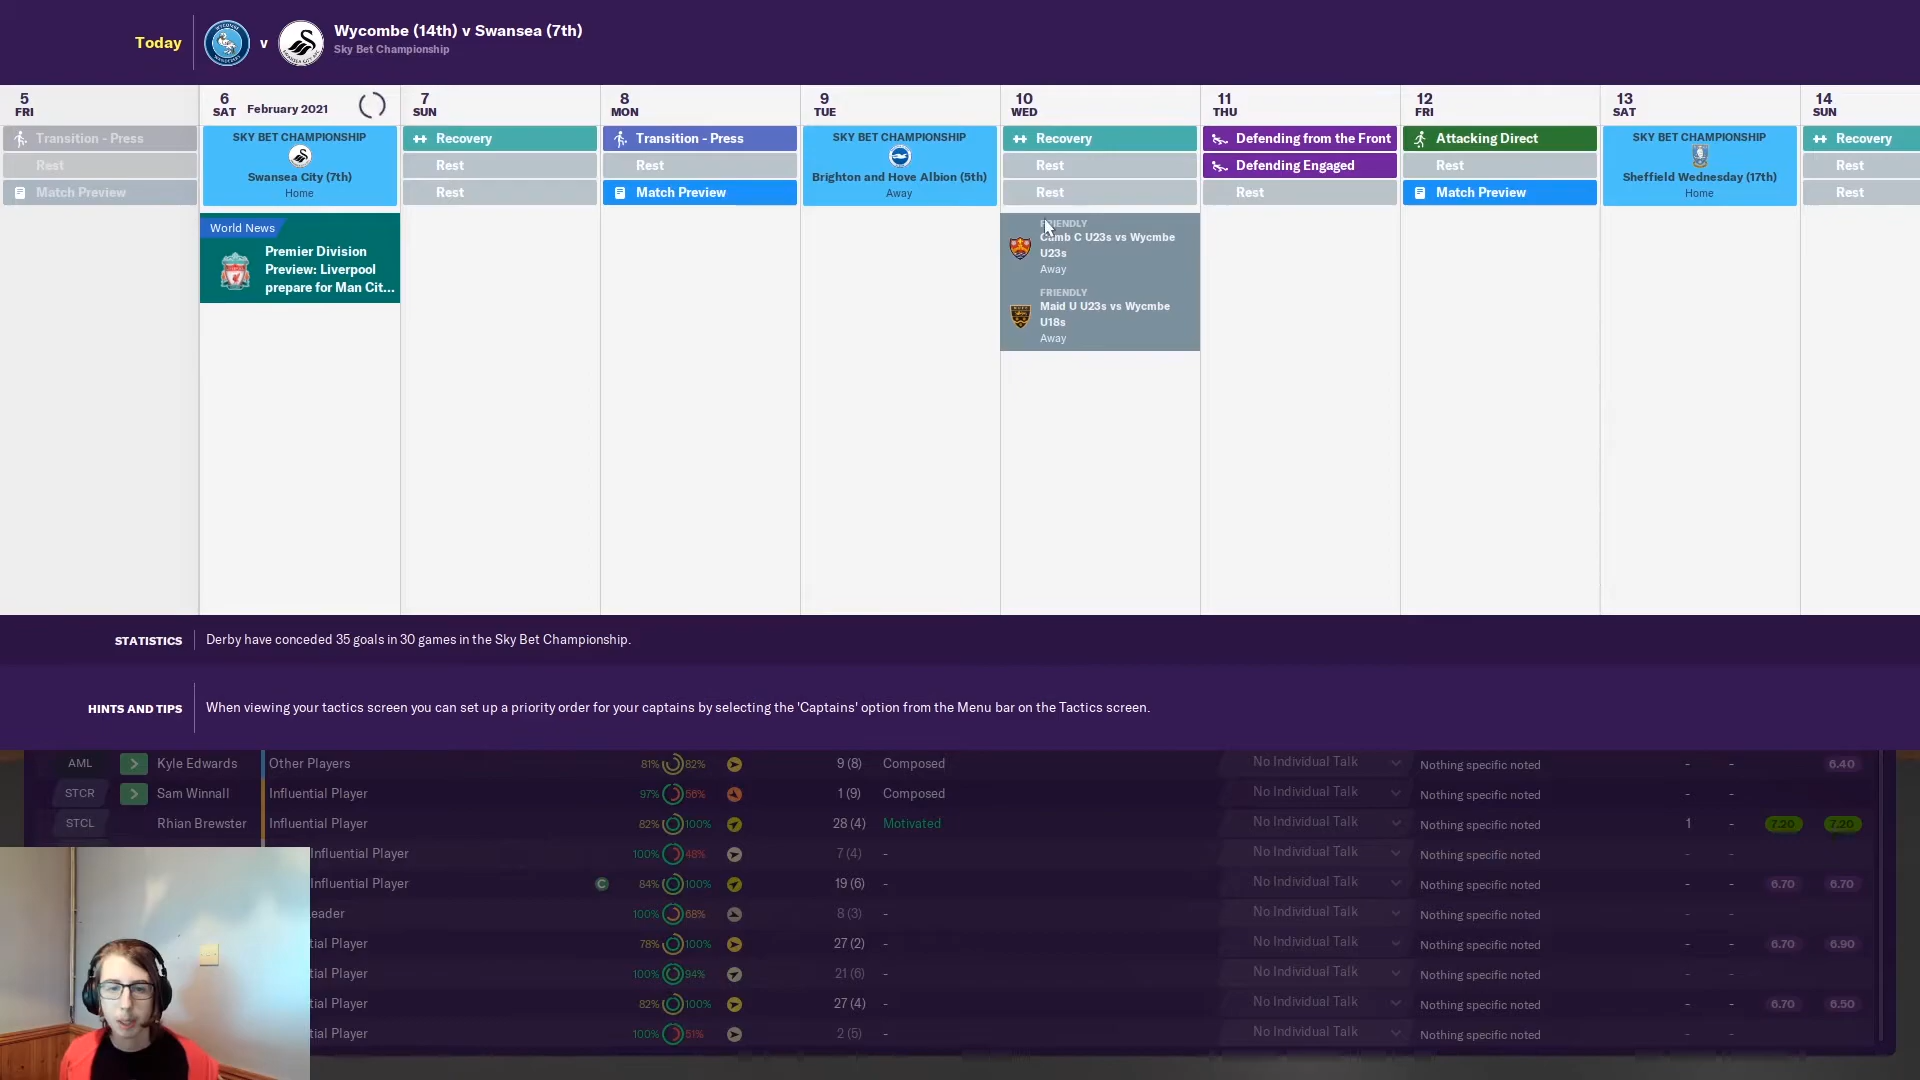 Today
v
Wycombe (14th) v Swansea (7th)
Sky Bet Championship
5
FRI
6
SAT February 2021
7
SUN
8
MON
9
TUE
10
WED
11
THU
12
FRI
13
SAT
14
SUN
Transition - Press
Rest
Match Preview
SKY BET CHAMPIONSHIP
Swansea City (7th)
Home
World News
Premier Division
Preview: Liverpool
prepare for Man Cit...
Recovery
Rest
Rest
Transition - Press
Rest
Match Preview
SKY BET CHAMPIONSHIP
Brighton and Hove Albion (5th)
Away
Recovery
Rest
Rest
FRIENDLY
Camb C U23s vs Wycmbe
U23s
Away
FRIENDLY
Maid U U23s vs Wycmbe
U18s
Away
Defending from the Front
Defending Engaged
Rest
Attacking Direct
Rest
Match Preview
SKY BET CHAMPIONSHIP
Sheffield Wednesday (17th)
Home
Recovery
Rest
Rest
STATISTICS Derby have conceded 35 goals in 30 games in the Sky Bet Championship.
HINTS AND TIPS When viewing your tactics screen you can set up a priority order for your captains by selecting the 'Captains' option from the Menu bar on the Tactics screen.
AML Kyle Edwards Other Players 81% 82% 9 (8) Composed No Individual Talk Nothing specific noted - - 6.40
STCR Sam Winnall Influential Player 97% 56% 1 (9) Composed No Individual Talk Nothing specific noted - -
STCL Rhian Brewster Influential Player 82% 100% 28 (4) Motivated No Individual Talk Nothing specific noted 1 - 7.20 7.20
Influential Player 100% 48% 7 (4) - No Individual Talk Nothing specific noted - -
Influential Player C 84% 100% 19 (6) - No Individual Talk Nothing specific noted - - 6.70 6.70
eader 100% 68% 8 (3) - No Individual Talk Nothing specific noted - -
tial Player 78% 100% 27 (2) - No Individual Talk Nothing specific noted - - 6.70 6.90
tial Player 100% 94% 21 (6) - No Individual Talk Nothing specific noted - -
tial Player 82% 100% 27 (4) - No Individual Talk Nothing specific noted - - 6.70 6.50
tial Player 100% 51% 2 (5) - No Individual Talk Nothing specific noted - -